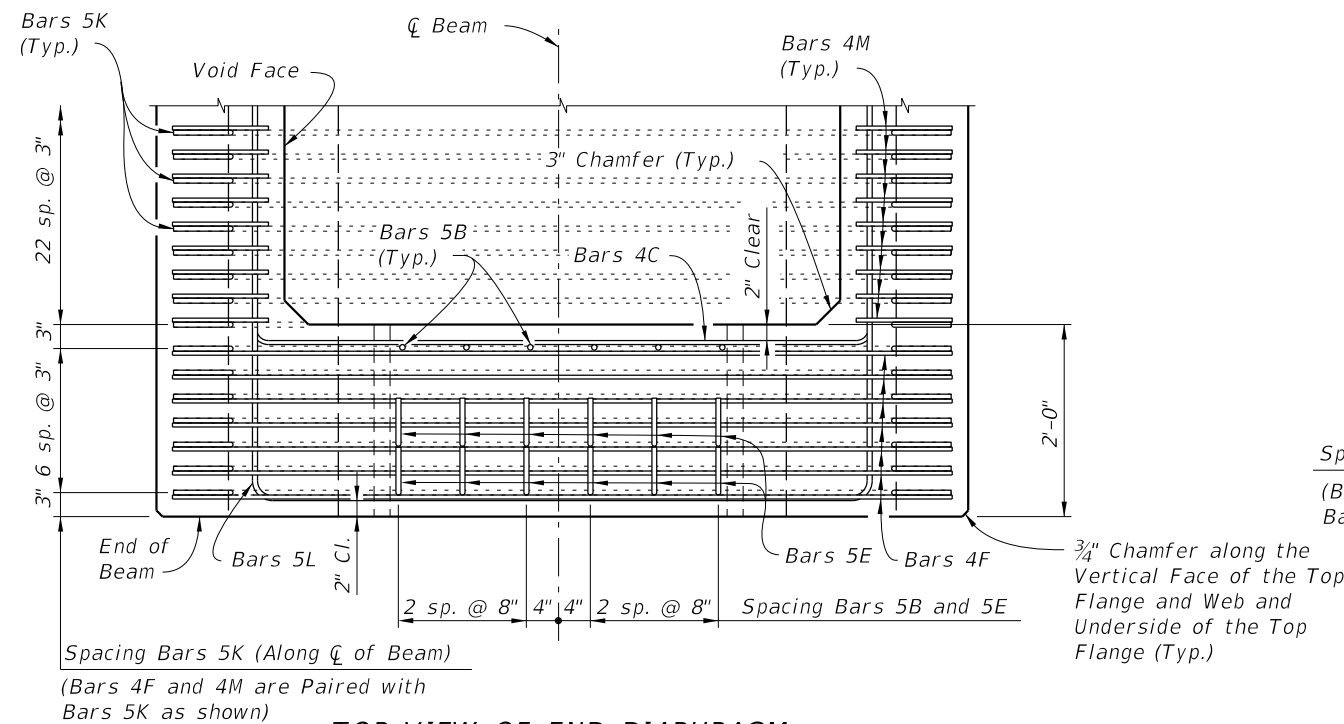 Bars 5K
(Typ.)
Void Face
℄ Beam
Bars 4M
(Typ.)
3" Chamfer (Typ.)
22 sp. @ 3"
Bars 5B
(Typ.)
Bars 4C
2" Clear
3"
6 sp. @ 3"
3"
2'-0"
End of
Beam
Bars 5L
2" Cl.
Bars 5E
Bars 4F
¾" Chamfer along the
Vertical Face of the Top
Flange and Web and
Underside of the Top
Flange (Typ.)
2 sp. @ 8"
4"
4"
2 sp. @ 8"
Spacing Bars 5B and 5E
Spacing Bars 5K (Along ℄ of Beam)
(Bars 4F and 4M are Paired with
Bars 5K as shown)
TOP VIEW OF END DIAPHRAGM
Sp
(B
Ba